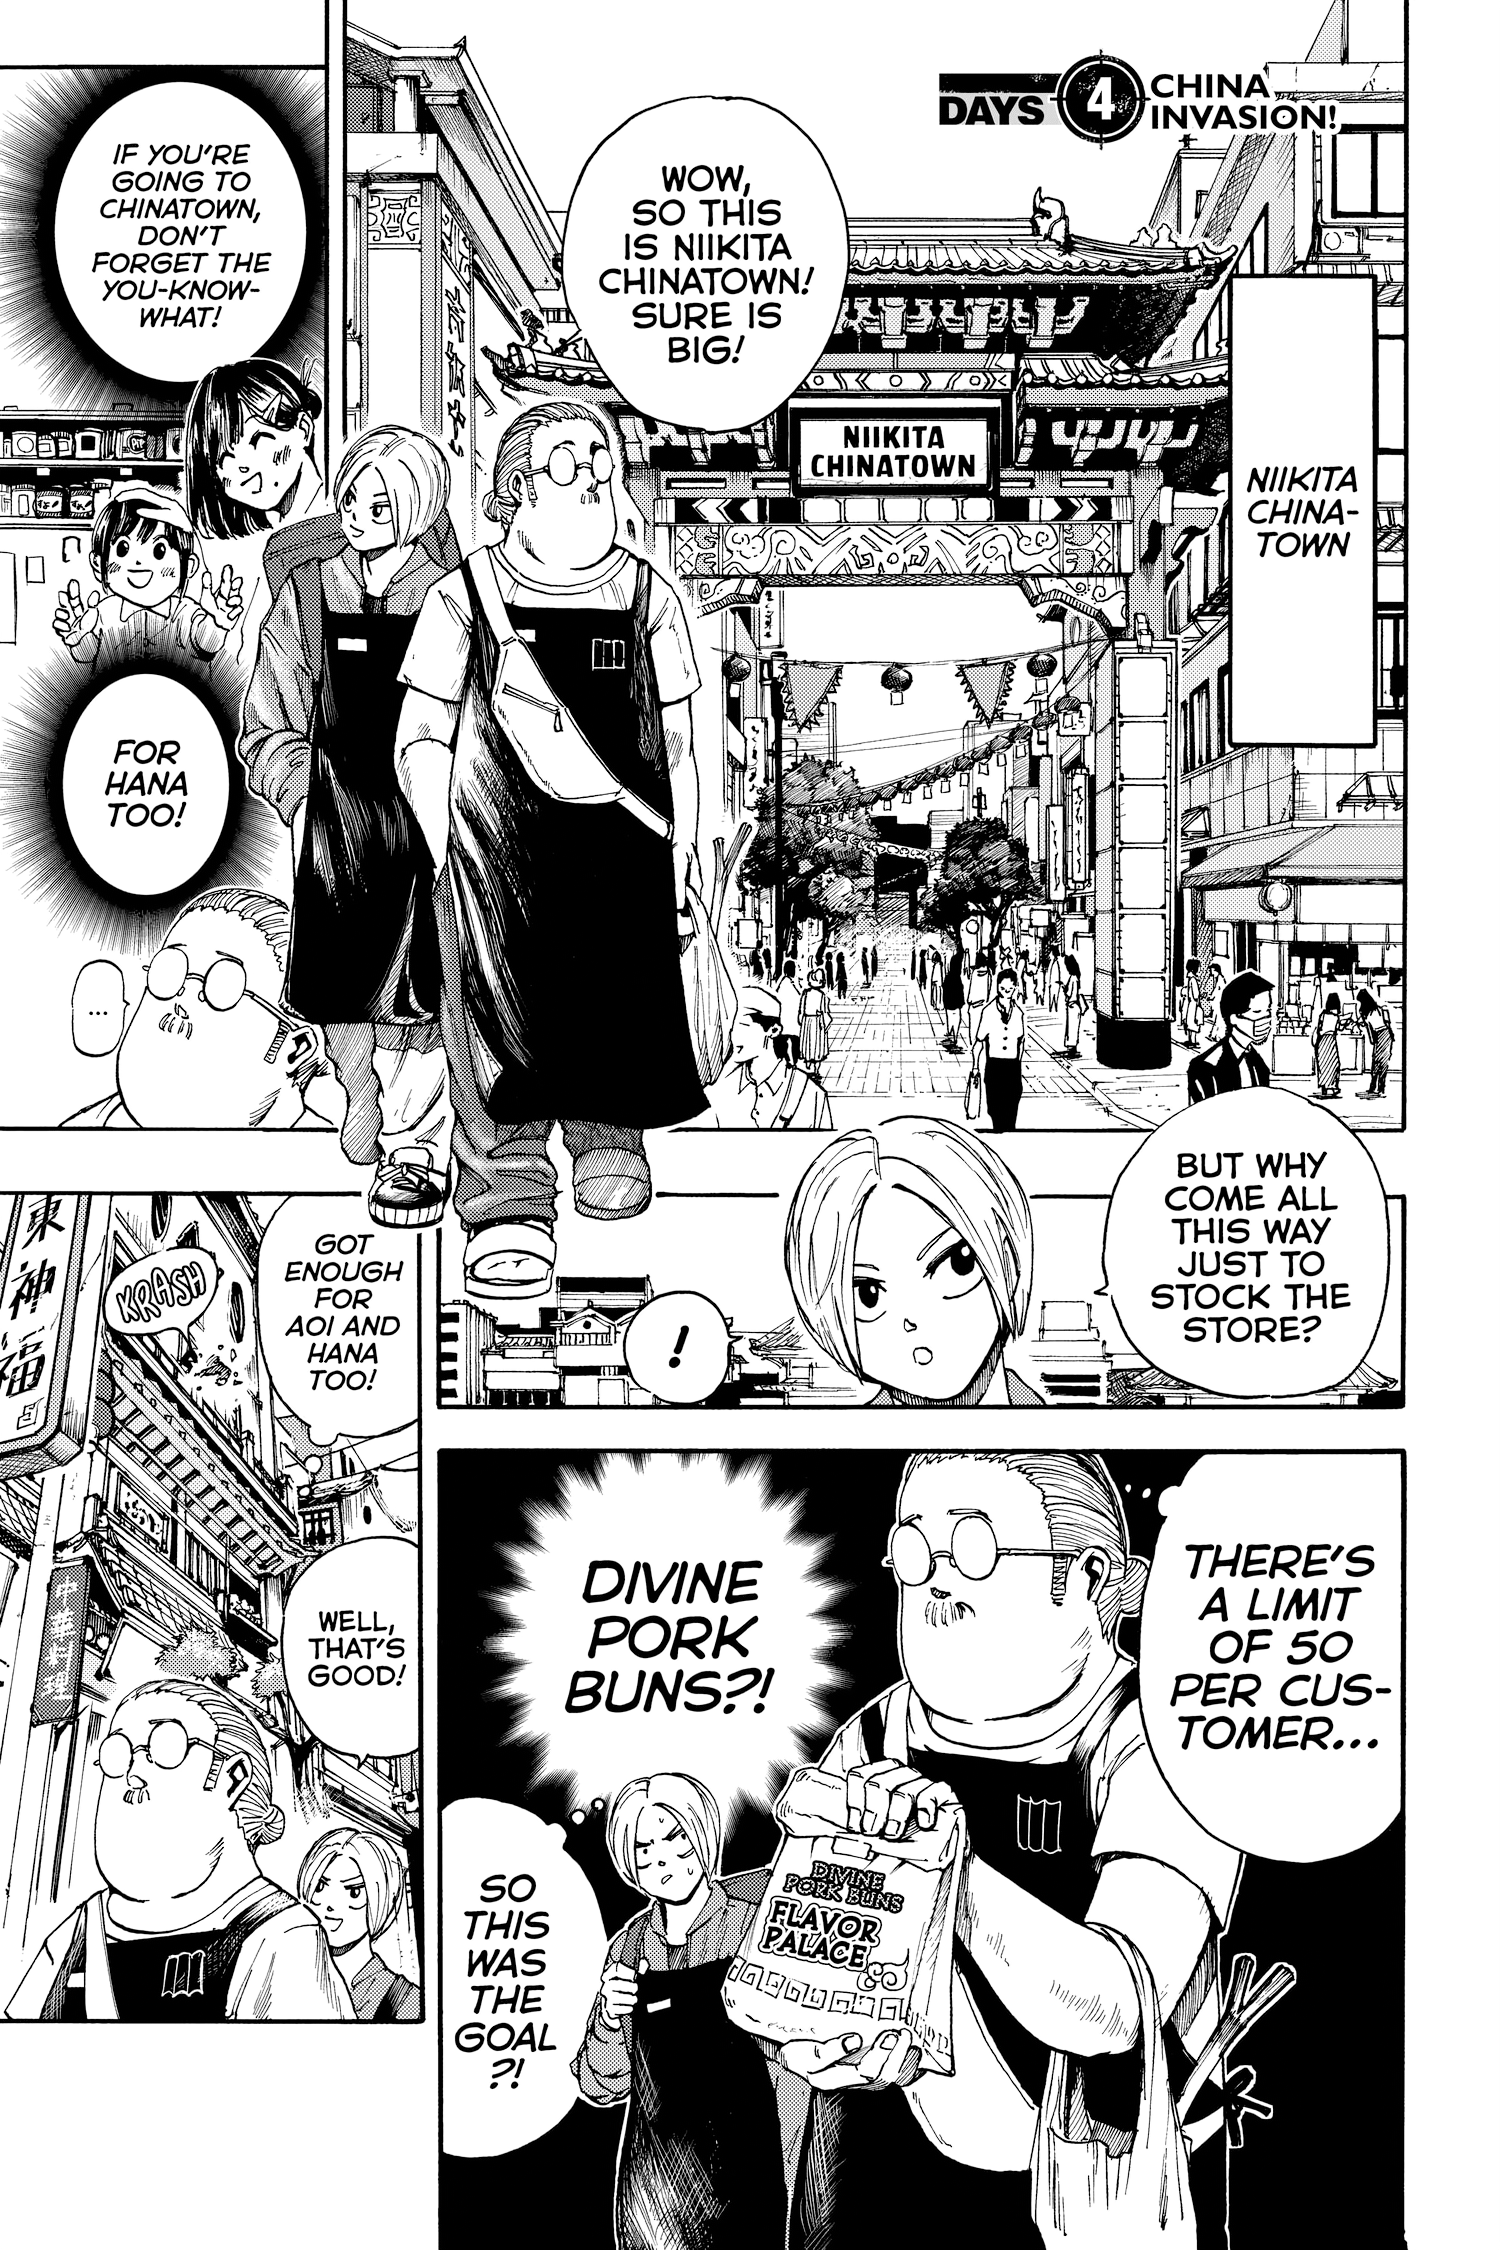 DAYS 4 CHINA
INVASION!
NIIKITA
CHINA-
TOWN
WOW,
SO THIS
IS NIIKITA
CHINATOWN!
SURE IS
BIG!
NIIKITA
CHINATOWN
IF YOU'RE
GOING TO
CHINATOWN,
DON'T
FORGET THE
YOU-KNOW-
WHAT!
FOR
HANA
TOO!
...
BUT WHY
COME ALL
THIS WAY
JUST TO
STOCK THE
STORE?
!
THERE'S
A LIMIT
OF 50
PER CUS-
TOMER...
DIVINE
PORK
BUNS?!
DIVINE
PORK BUNS
FLAVOR
PALACE
SO
THIS
WAS
THE
GOAL
?!
GOT
ENOUGH
FOR
AOI AND
HANA
TOO!
KRASH
東神福
中華料理
WELL,
THAT'S
GOOD!